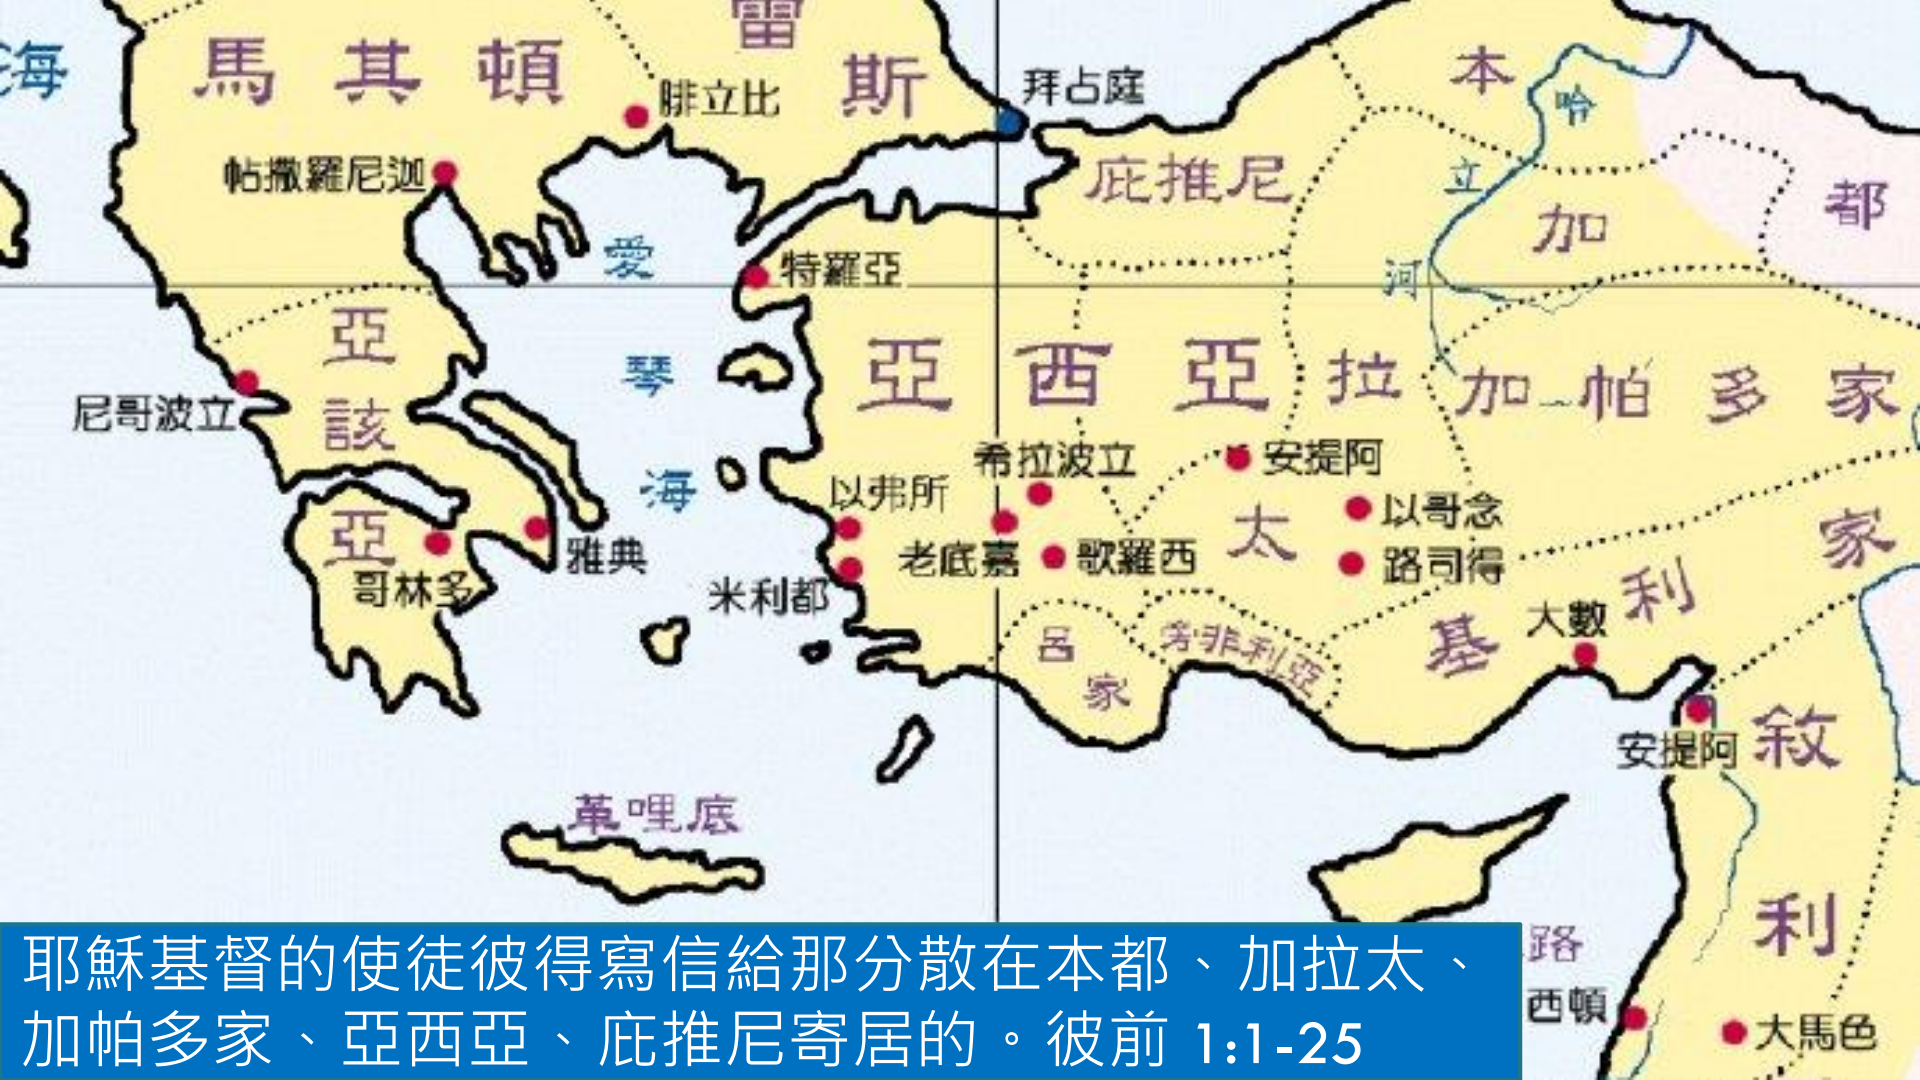 海
馬其頓
雷斯
腓立比
拜占庭
本都
哈立河
帖撒羅尼迦
庇推尼
愛琴海
特羅亞
加拉太
亞該亞
亞西亞
加帕多家
尼哥波立
希拉波立
安提阿
以弗所
以哥念
老底嘉
歌羅西
路司得
雅典
哥林多
米利都
呂家
旁非利亞
基利家
大數
安提阿
敘利
革哩底
路
西頓
大馬色
耶穌基督的使徒彼得寫信給那分散在本都、加拉太、
加帕多家、亞西亞、庇推尼寄居的。彼前 1:1-25